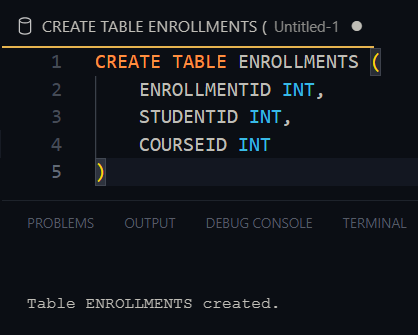 CREATE TABLE ENROLLMENTS ( Untitled-1
1 CREATE TABLE ENROLLMENTS (
2 ENROLLMENTID INT,
3 STUDENTID INT,
4 COURSEID INT
5 )
PROBLEMS OUTPUT DEBUG CONSOLE TERMINAL
Table ENROLLMENTS created.